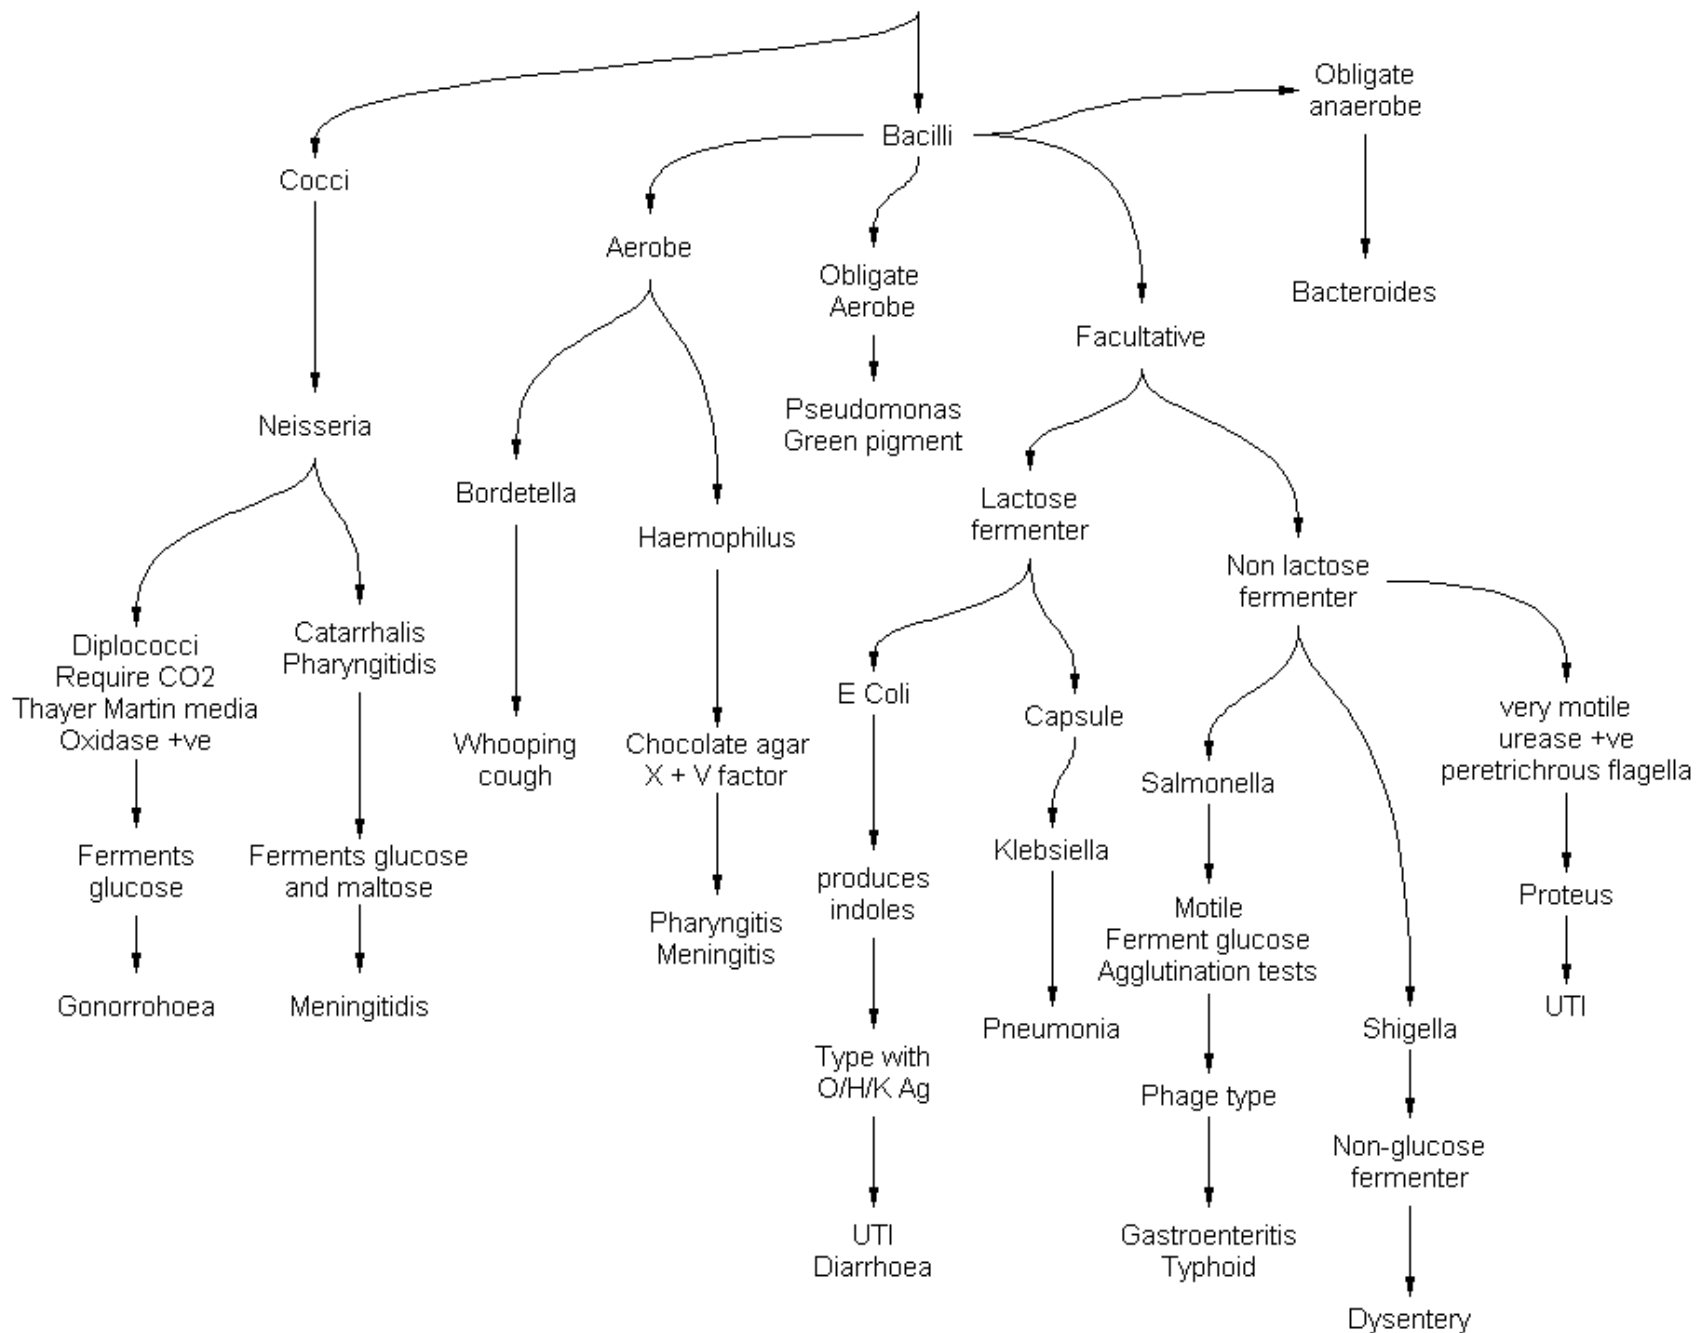 Obligate
anaerobe
Bacilli
Cocci
Aerobe
Obligate
Aerobe
Bacteroides
Facultative
Pseudomonas
Green pigment
Neisseria
Bordetella
Lactose
fermenter
Haemophilus
Non lactose
fermenter
Diplococci
Require CO2
Thayer Martin media
Oxidase +ve
Catarrhalis
Pharyngitidis
E Coli
Capsule
very motile
urease +ve
peretrichrous flagella
Whooping
cough
Chocolate agar
X + V factor
Salmonella
Ferments
glucose
Ferments glucose
and maltose
Klebsiella
produces
indoles
Proteus
Pharyngitis
Meningitis
Motile
Ferment glucose
Agglutination tests
Gonorrohoea
Meningitidis
Pneumonia
Shigella
UTI
Type with
O/H/K Ag
Phage type
Non-glucose
fermenter
UTI
Diarrhoea
Gastroenteritis
Typhoid
Dysentery